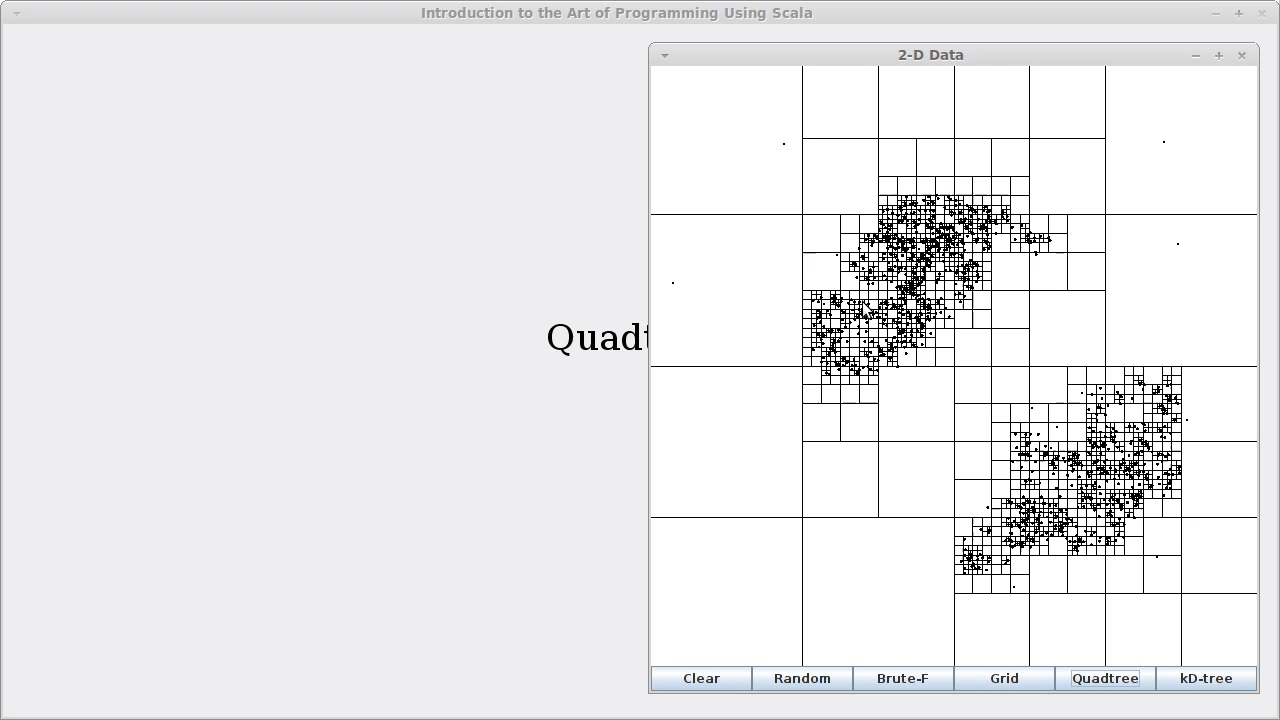 Introduction to the Art of Programming Using Scala
2-D Data
Quadt
Clear Random Brute-F Grid Quadtree kD-tree